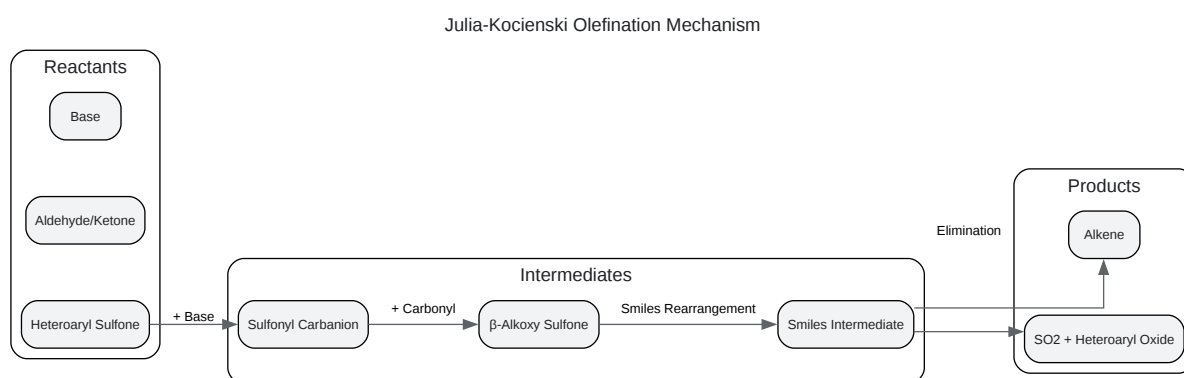 Julia-Kocienski Olefination Mechanism
Reactants
Base
Aldehyde/Ketone
Heteroaryl Sulfone
+ Base
Intermediates
Sulfonyl Carbanion
+ Carbonyl
β-Alkoxy Sulfone
Smiles Rearrangement
Smiles Intermediate
Elimination
Products
Alkene
SO2 + Heteroaryl Oxide